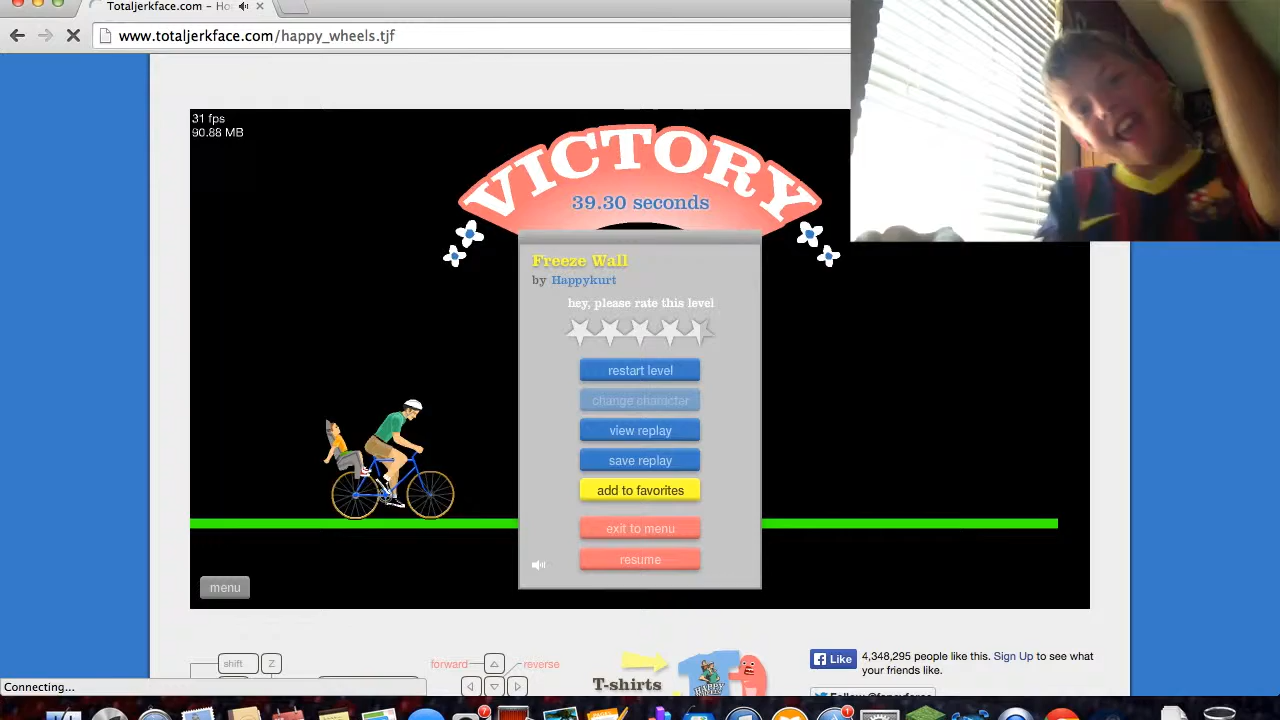 Totaljerkface.com - Ho
www.totaljerkface.com/happy_wheels.tjf
31 fps
90.88 MB
VICTORY
39.30 seconds
Freeze Wall
by Happykurt
hey, please rate this level
restart level
change character
view replay
save replay
add to favorites
exit to menu
resume
menu
shift Z
forward reverse
T-shirts
HAPPY WHEELS
Like 4,348,295 people like this. Sign Up to see what
your friends like.
Connecting...